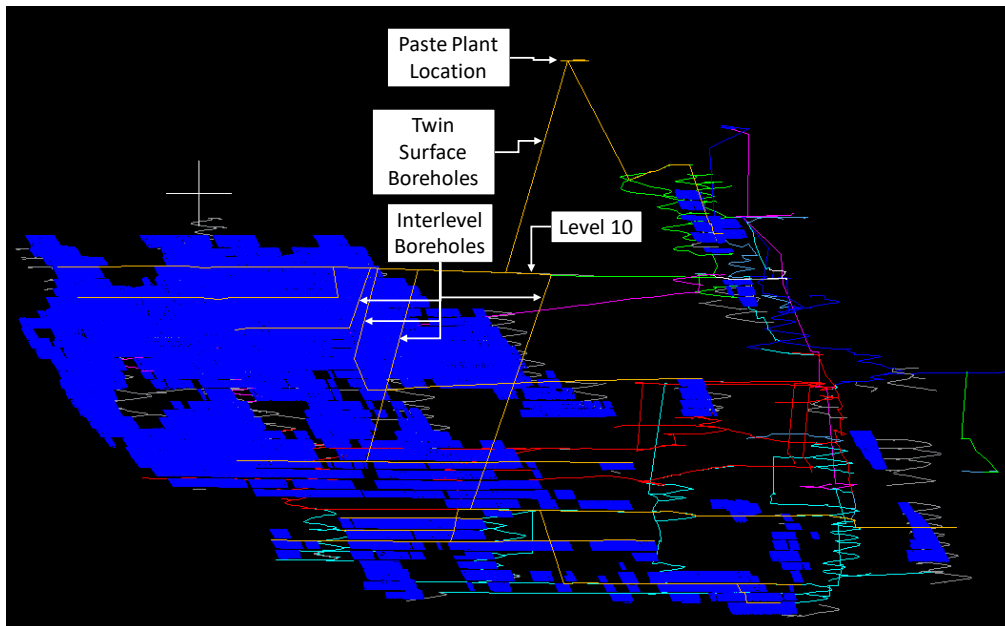 Paste Plant
Location
Twin
Surface
Boreholes
Interlevel
Boreholes
Level 10